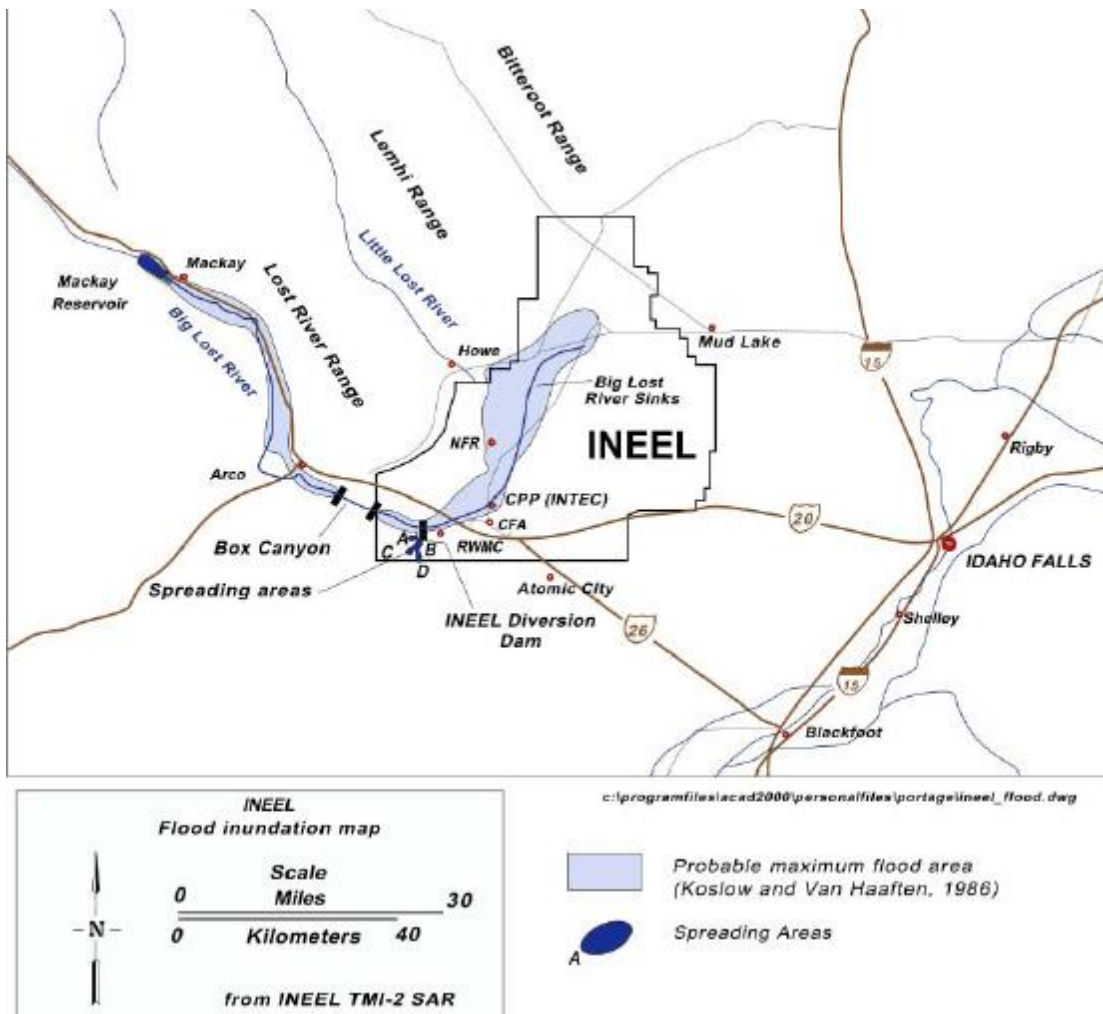 Bitteroot Range
Lemhi Range
Little Lost River
Lost River Range
Mackay
Mackay
Reservoir
Big Lost River
Howe
Mud Lake
15
Big Lost
River Sinks
NFR
INEEL
Rigby
Arco
CPP (INTEC)
CFA
20
Box Canyon
A
B
RWMC
C
D
IDAHO FALLS
Spreading areas
Atomic City
INEEL Diversion
Dam
26
Shelley
15
Blackfoot
INEEL
Flood inundation map
Scale
0 Miles 30
0 Kilometers 40
N
from INEEL TMI-2 SAR
c:\programfiles\acad2000\personalfiles\portage\ineel_flood.dwg
Probable maximum flood area
(Koslow and Van Haaften, 1986)
A
Spreading Areas